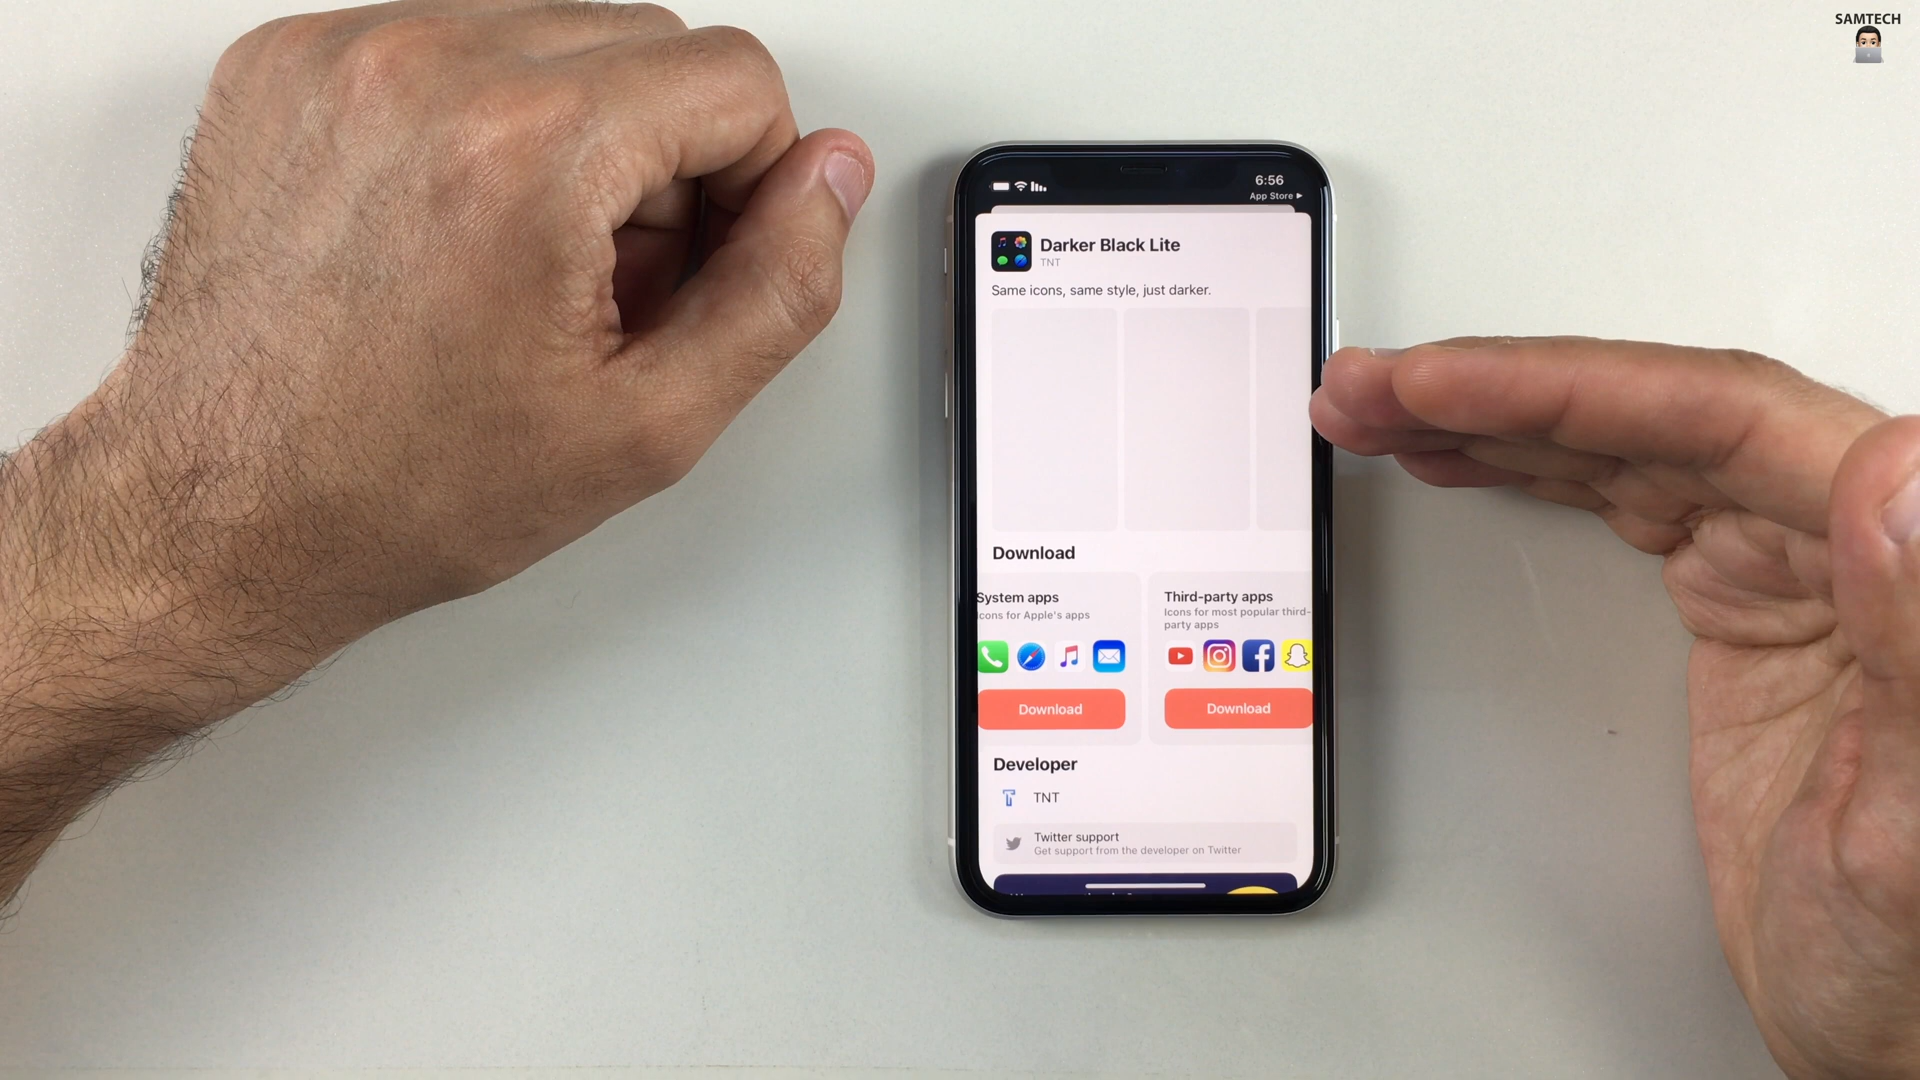 SAMTECH
6:56
App Store ▸
Darker Black Lite
TNT
Same icons, same style, just darker.
Download
System apps
Icons for Apple's apps
Third-party apps
Icons for most popular third-
party apps
Download
Download
Developer
TNT
Twitter support
Get support from the developer on Twitter